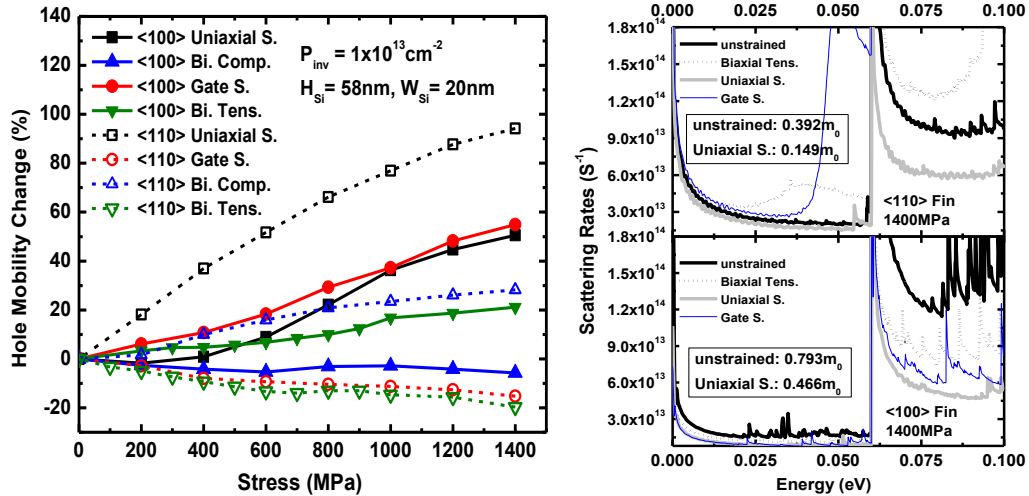 <100> Uniaxial S.
<100> Bi. Comp.
<100> Gate S.
<100> Bi. Tens.
<110> Uniaxial S.
<110> Gate S.
<110> Bi. Comp.
<110> Bi. Tens.
P_inv = 1x10^13cm^-2
H_Si= 58nm, W_Si= 20nm
Hole Mobility Change (%)
140
120
100
80
60
40
20
0
-20
0 200 400 600 800 1000 1200 1400
Stress (MPa)
Scattering Rates (S^-1)
0.000 0.025 0.050 0.075 0.100
1.8x10^14
1.5x10^14
1.2x10^14
9.0x10^13
6.0x10^13
3.0x10^13
unstrained
Biaxial Tens.
Uniaxial S.
Gate S.
unstrained: 0.392m_0
Uniaxial S.: 0.149m_0
<110> Fin
1400MPa
1.8x10^14
1.5x10^14
1.2x10^14
9.0x10^13
6.0x10^13
3.0x10^13
unstrained
Biaxial Tens.
Uniaxial S.
Gate S.
unstrained: 0.793m_0
Uniaxial S.: 0.466m_0
<100> Fin
1400MPa
0.000 0.025 0.050 0.075 0.100
Energy (eV)